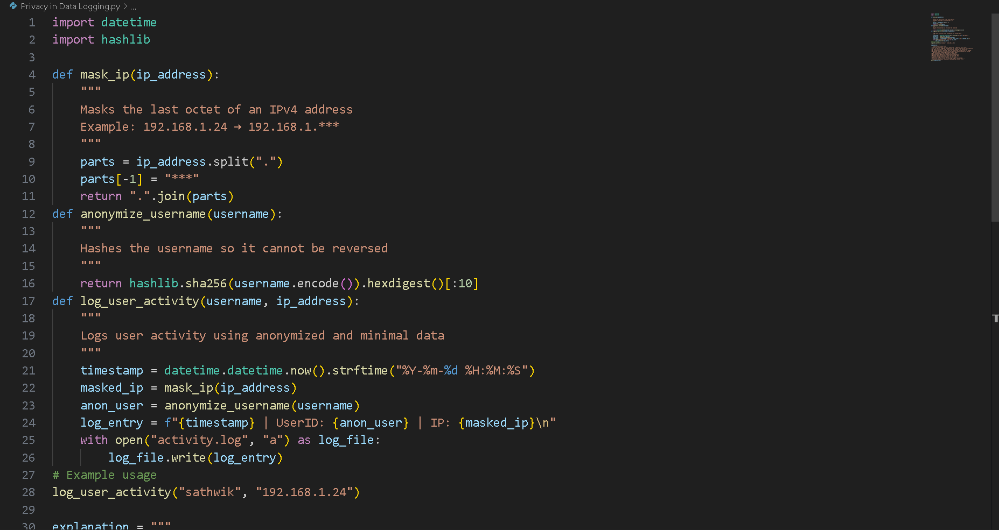 Privacy in Data Logging.py > ...
1 import datetime
2 import hashlib
3
4 def mask_ip(ip_address):
5     """
6     Masks the last octet of an IPv4 address
7     Example: 192.168.1.24 → 192.168.1.***
8     """
9     parts = ip_address.split(".")
10     parts[-1] = "***"
11     return ".".join(parts)
12 def anonymize_username(username):
13     """
14     Hashes the username so it cannot be reversed
15     """
16     return hashlib.sha256(username.encode()).hexdigest()[:10]
17 def log_user_activity(username, ip_address):
18     """
19     Logs user activity using anonymized and minimal data
20     """
21     timestamp = datetime.datetime.now().strftime("%Y-%m-%d %H:%M:%S")
22     masked_ip = mask_ip(ip_address)
23     anon_user = anonymize_username(username)
24     log_entry = f"{timestamp} | UserID: {anon_user} | IP: {masked_ip}\n"
25     with open("activity.log", "a") as log_file:
26         log_file.write(log_entry)
27 # Example usage
28 log_user_activity("sathwik", "192.168.1.24")
29
30 explanation = """